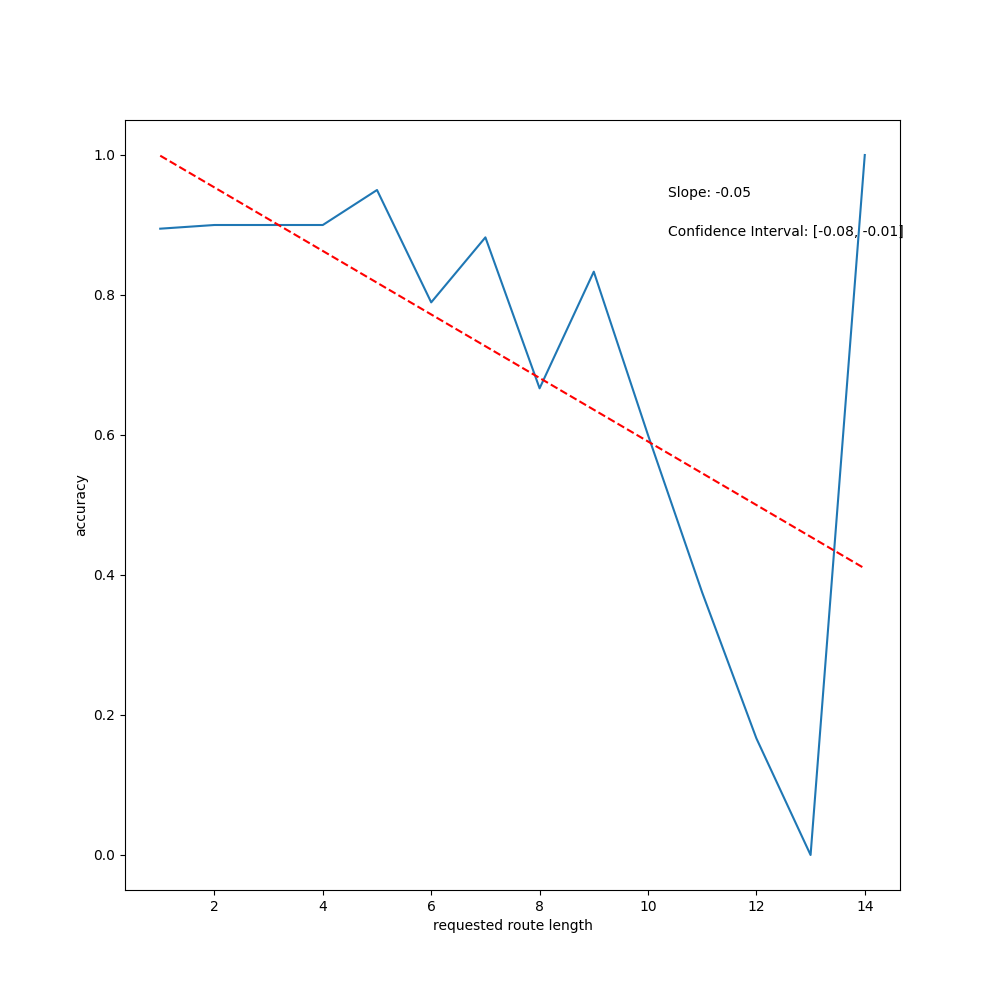 1.0
0.8
0.6
0.4
0.2
0.0
accuracy
Slope: -0.05
Confidence Interval: [-0.08, -0.01]
2 4 6 8 10 12 14
requested route length